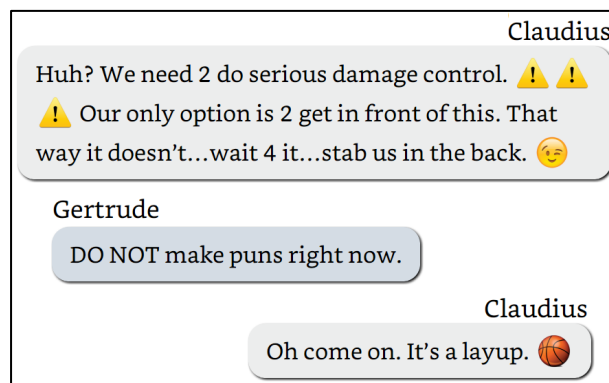 Claudius
Huh? We need 2 do serious damage control. ⚠️ ⚠️
⚠️ Our only option is 2 get in front of this. That
way it doesn’t…wait 4 it…stab us in the back. 😉
Gertrude
DO NOT make puns right now.
Claudius
Oh come on. It’s a layup. 🏀